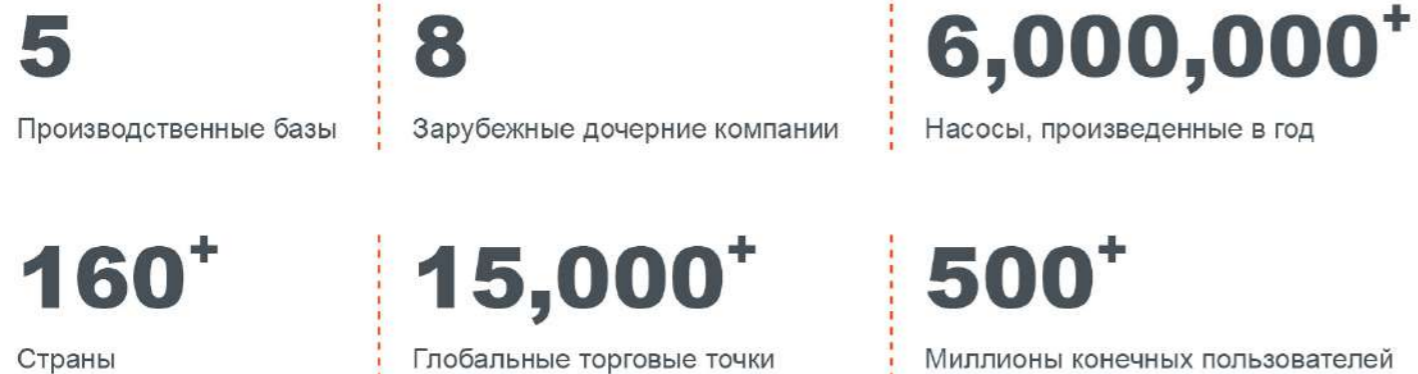 5
8
6,000,000+
Производственные базы
Зарубежные дочерние компании
Насосы, произведенные в год
160+
15,000+
500+
Страны
Глобальные торговые точки
Миллионы конечных пользователей